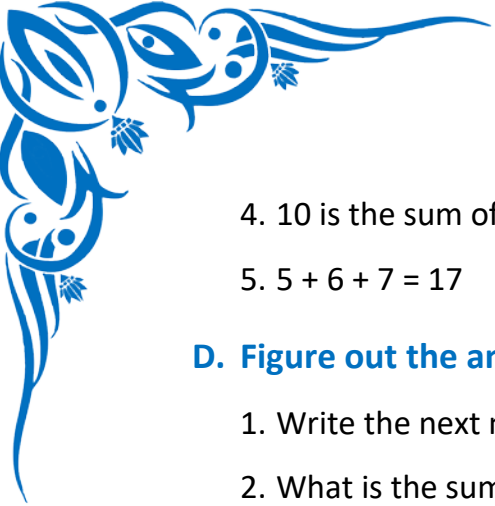 4. 10 is the sum of
5. 5 + 6 + 7 = 17
D. Figure out the
1. Write the next
2. What is the